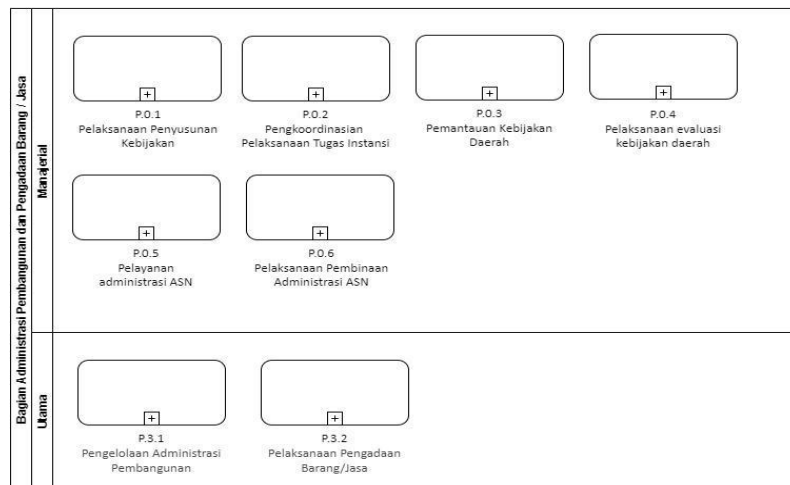 Bagian Administrasi Pembangunan dan Pengadaan Barang / Jasa
Manajerial
P.0.1
Pelaksanaan Penyusunan
Kebijakan
P.0.2
Pengkoordinasian
Pelaksanaan Tugas Instansi
P.0.3
Pemantauan Kebijakan
Daerah
P.0.4
Pelaksanaan evaluasi
kebijakan daerah
P.0.5
Pelayanan
administrasi ASN
P.0.6
Pelaksanaan Pembinaan
Administrasi ASN
Utama
P.3.1
Pengelolaan Administrasi
Pembangunan
P.3.2
Pelaksanaan Pengadaan
Barang/Jasa